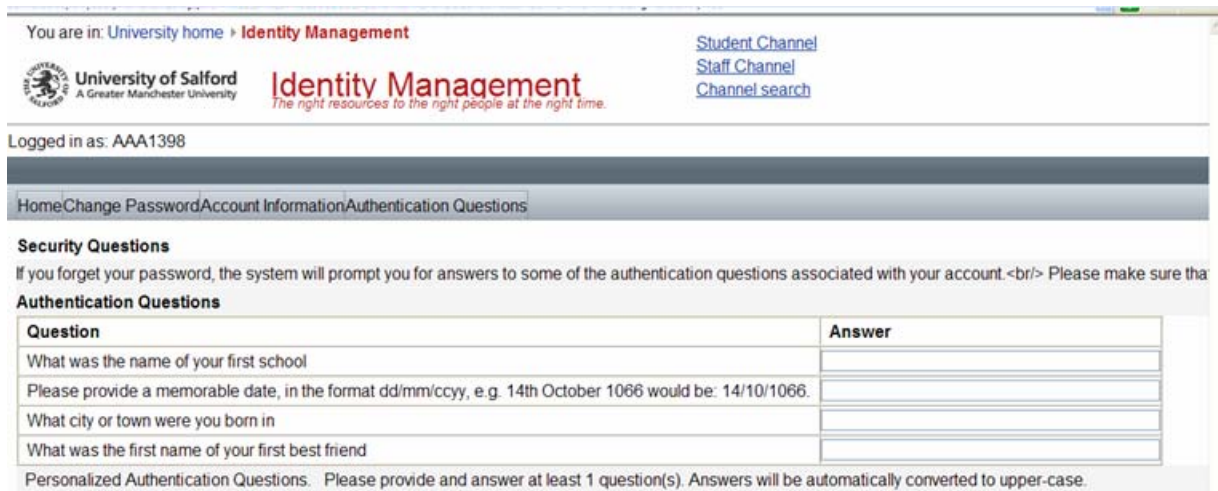 You are in: University home Identity Management
Student Channel
Staff Channel
Channel search
University of Salford
A Greater Manchester University
Identity Management
The right resources to the right people at the right time.
Logged in as: AAA1398
Home Change Password Account Information Authentication Questions
Security Questions
If you forget your password, the system will prompt you for answers to some of the authentication questions associated with your account.<br/> Please make sure that
Authentication Questions
Question Answer
What was the name of your first school
Please provide a memorable date, in the format dd/mm/ccyy, e.g. 14th October 1066 would be: 14/10/1066.
What city or town were you born in
What was the first name of your first best friend
Personalized Authentication Questions. Please provide and answer at least 1 question(s). Answers will be automatically converted to upper-case.